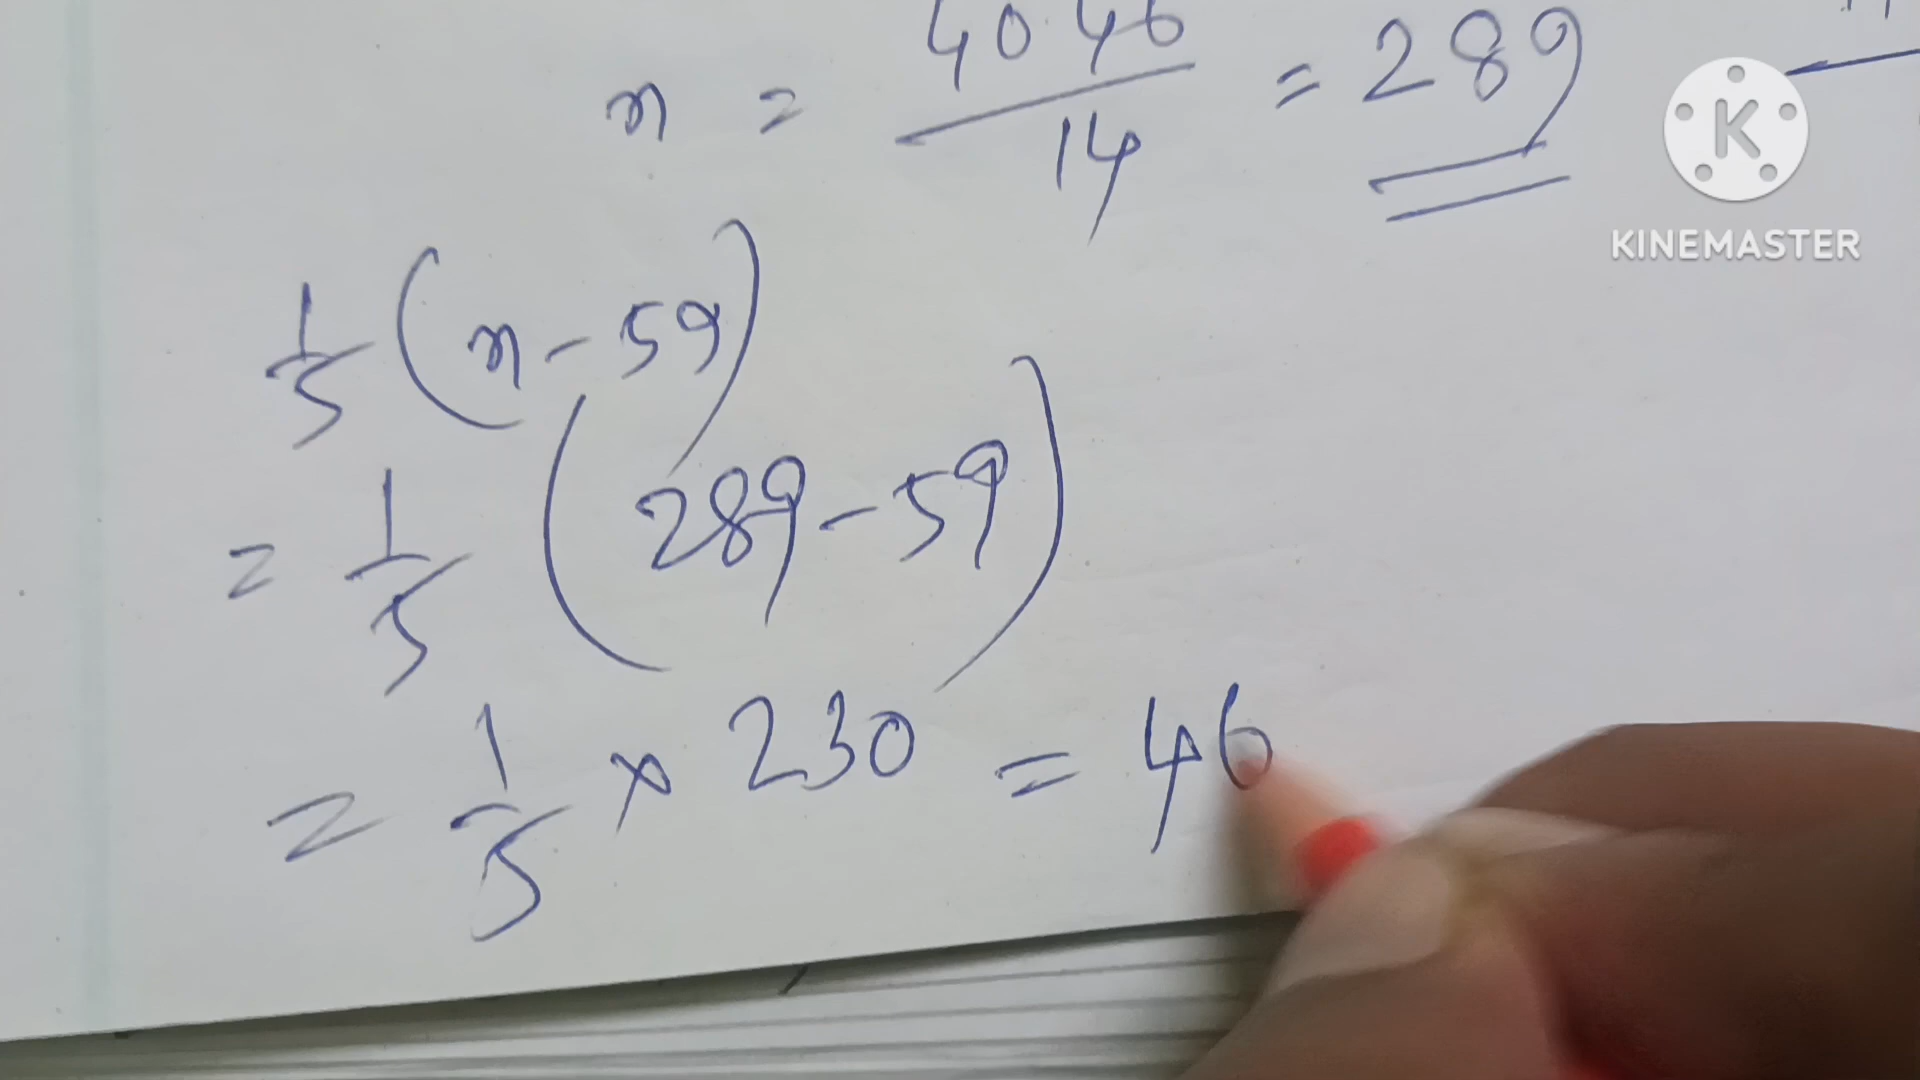 n = 4046/14 = 289
K
KINEMASTER
1/5 (n - 59)
= 1/5 (289 - 59)
= 1/5 × 230 = 46